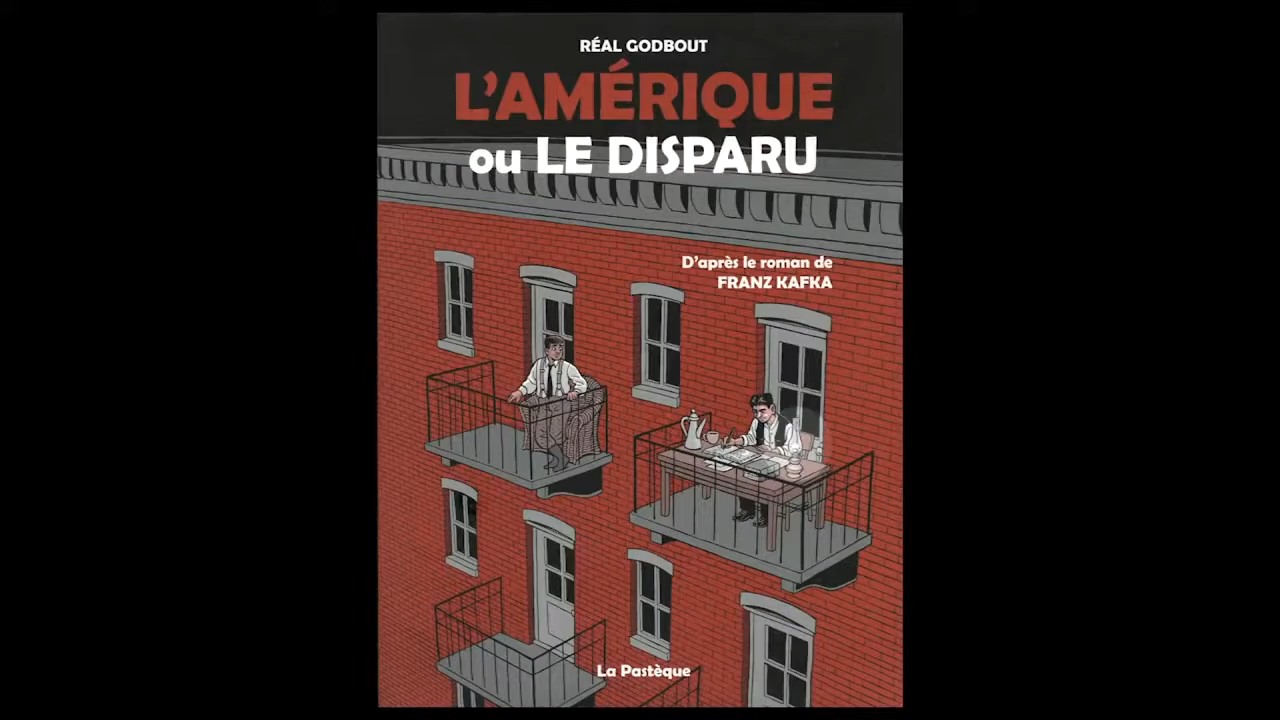 RÉAL GODBOUT
L'AMÉRIQUE
ou LE DISPARU
D'après le roman de
FRANZ KAFKA
La Pastèque